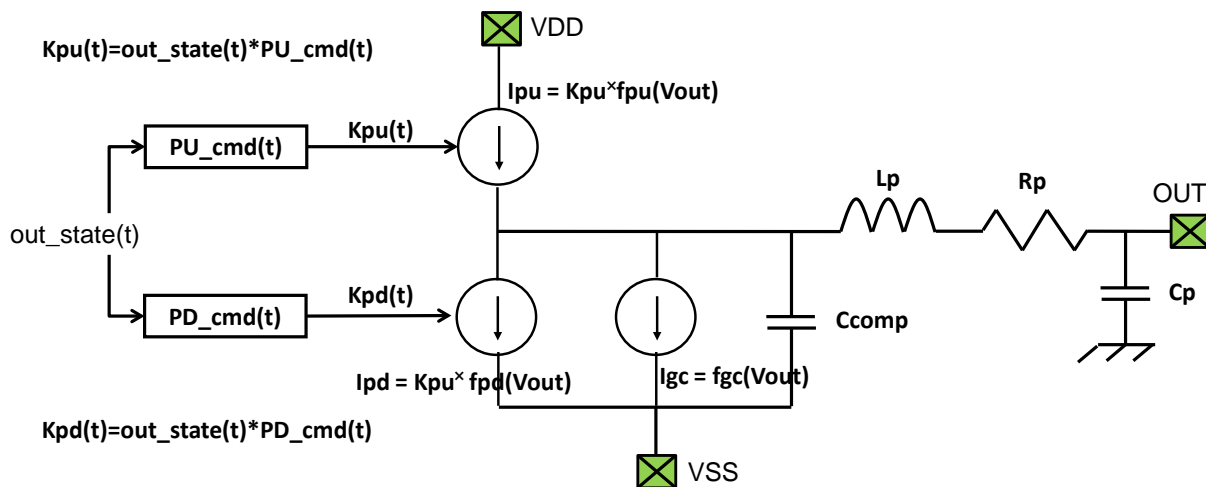 VDD
Kpu(t)=out_state(t)*PU_cmd(t)
Ipu = Kpu×fpu(Vout)
PU_cmd(t)
Kpu(t)
Lp
Rp
OUT
out_state(t)
PD_cmd(t)
Kpd(t)
Ccomp
Cp
Ipd = Kpu× fpd(Vout)
Igc = fgc(Vout)
Kpd(t)=out_state(t)*PD_cmd(t)
VSS